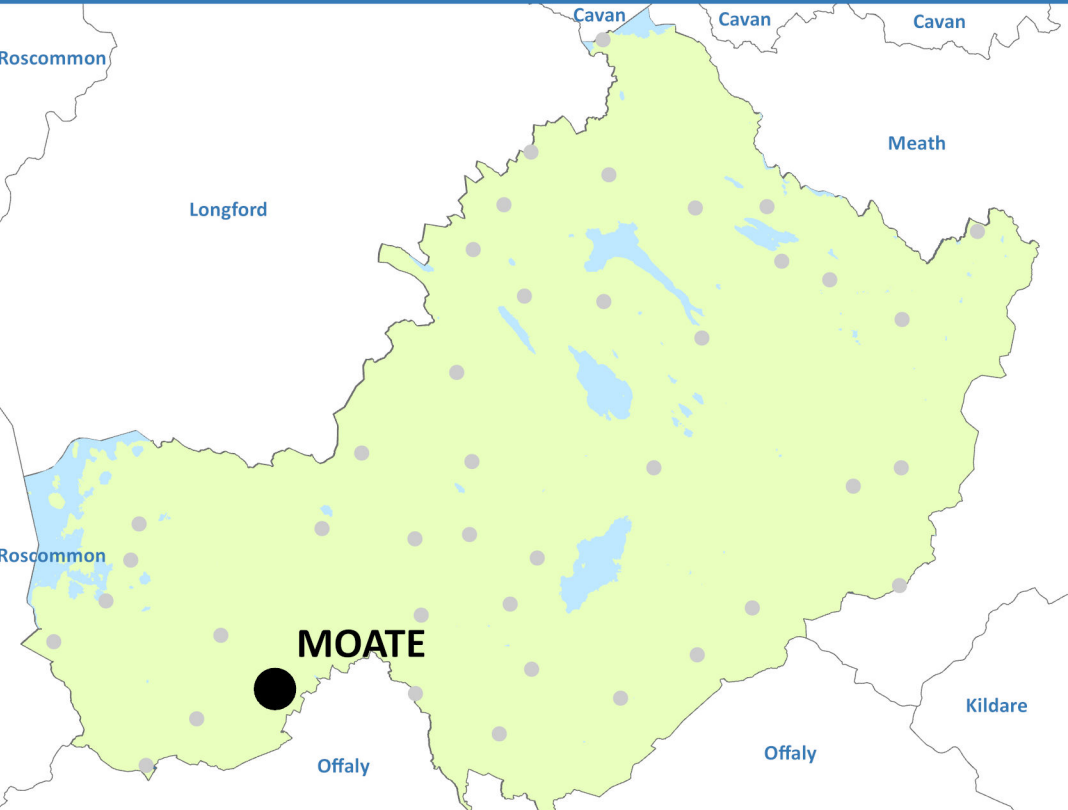 Cavan
Cavan
Cavan
Roscommon
Meath
Longford
Roscommon
MOATE
Kildare
Offaly
Offaly